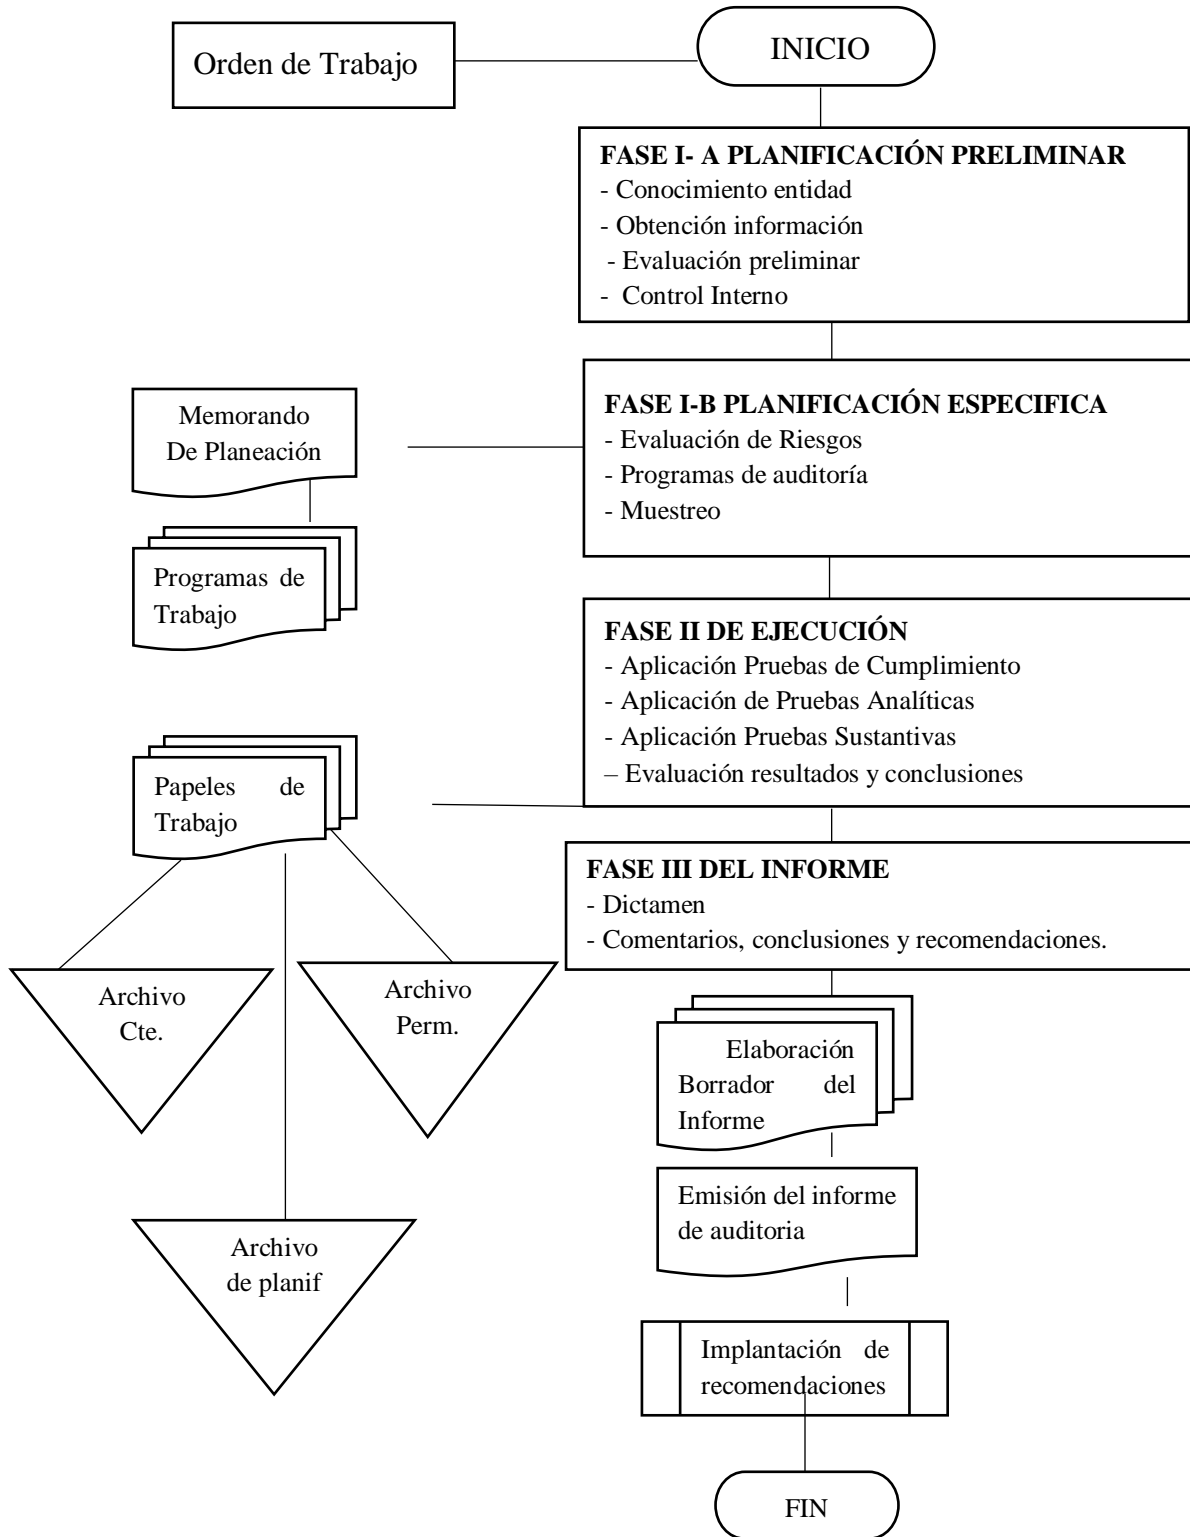 Orden de Trabajo
INICIO
FASE I- A PLANIFICACIÓN PRELIMINAR
- Conocimiento entidad
- Obtención información
- Evaluación preliminar
- Control Interno
Memorando
De Planeación
FASE I-B PLANIFICACIÓN ESPECIFICA
- Evaluación de Riesgos
- Programas de auditoría
- Muestreo
Programas de
Trabajo
FASE II DE EJECUCIÓN
- Aplicación Pruebas de Cumplimiento
- Aplicación de Pruebas Analíticas
- Aplicación Pruebas Sustantivas
– Evaluación resultados y conclusiones
Papeles de
Trabajo
FASE III DEL INFORME
- Dictamen
- Comentarios, conclusiones y recomendaciones.
Archivo
Cte.
Archivo
Perm.
Elaboración
Borrador del
Informe
Emisión del informe
de auditoria
Archivo
de planif
Implantación de
recomendaciones
FIN